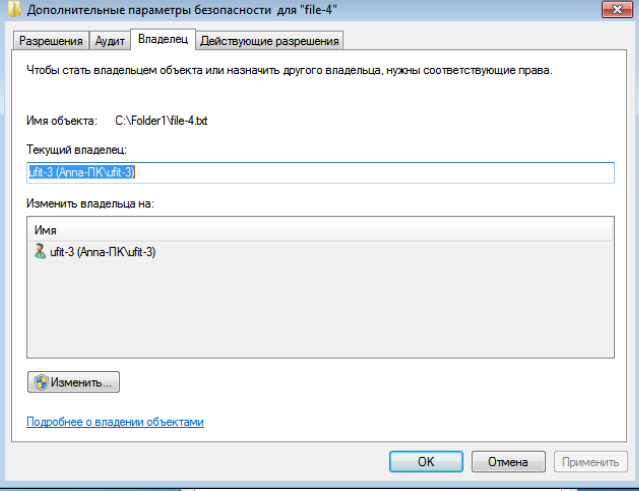 Дополнительные параметры безопасности для "file-4"
Разрешения Аудит Владелец Действующие разрешения
Чтобы стать владельцем объекта или назначить другого владельца, нужны соответствующие права.
Имя объекта: C:\Folder1\file-4.txt
Текущий владелец:
ufit-3 (Anna-ПК\ufit-3)
Изменить владельца на:
Имя
ufit-3 (Anna-ПК\ufit-3)
Изменить...
Подробнее о владении объектами
ОК Отмена Применить